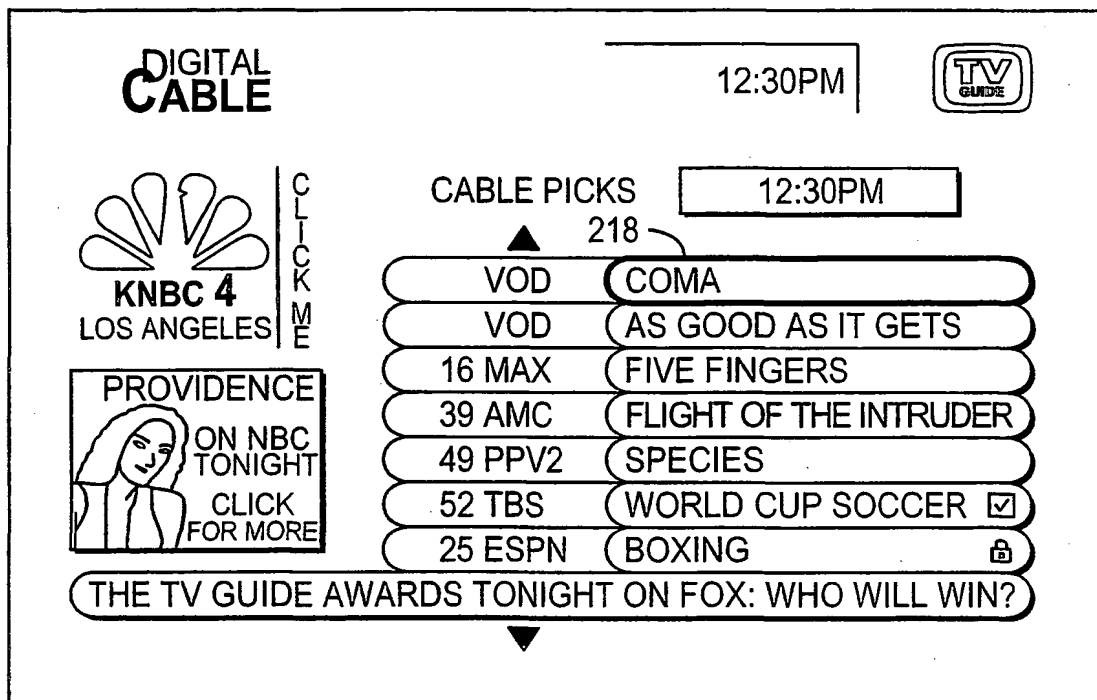 DIGITAL
CABLE
12:30PM
TV
GUIDE
KNBC 4
LOS ANGELES
CLICK ME
PROVIDENCE
ON NBC
TONIGHT
CLICK
FOR MORE
CABLE PICKS 12:30PM
218
VOD COMA
VOD AS GOOD AS IT GETS
16 MAX FIVE FINGERS
39 AMC FLIGHT OF THE INTRUDER
49 PPV2 SPECIES
52 TBS WORLD CUP SOCCER
25 ESPN BOXING
THE TV GUIDE AWARDS TONIGHT ON FOX: WHO WILL WIN?